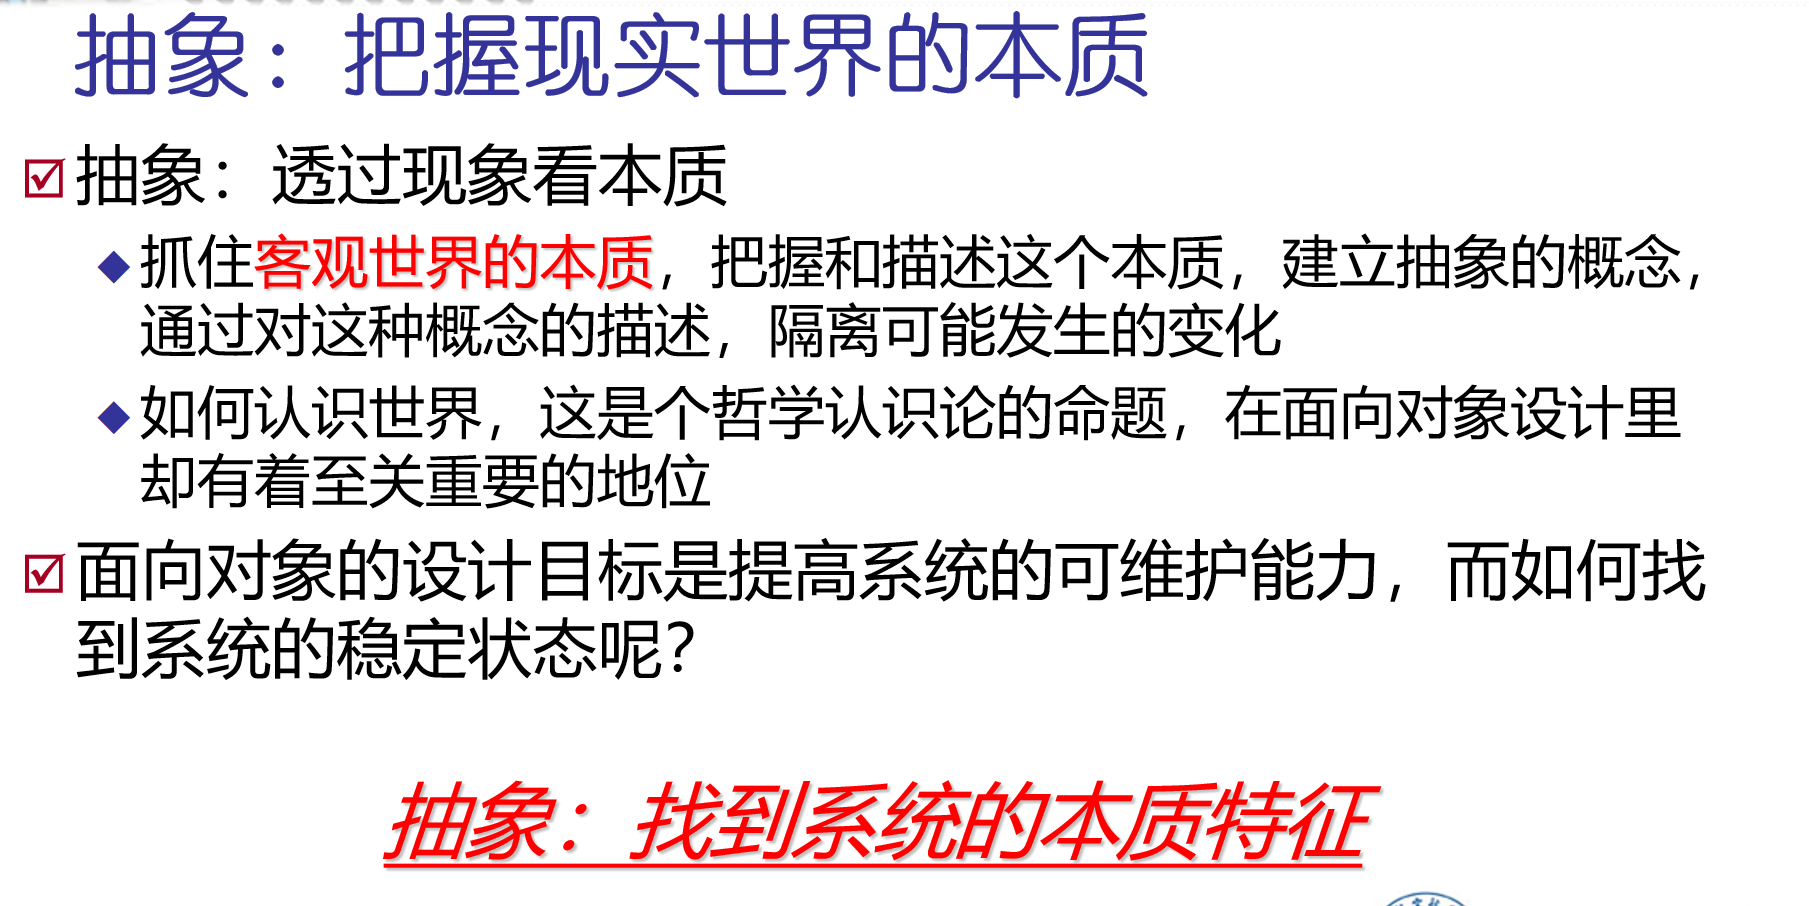 抽象：把握现实世界的本质
抽象：透过现象看本质
抓住客观世界的本质，把握和描述这个本质，建立抽象的概念，
通过对这种概念的描述，隔离可能发生的变化
如何认识世界，这是个哲学认识论的命题，在面向对象设计里
却有着至关重要的地位
面向对象的设计目标是提高系统的可维护能力，而如何找
到系统的稳定状态呢？
抽象：找到系统的本质特征